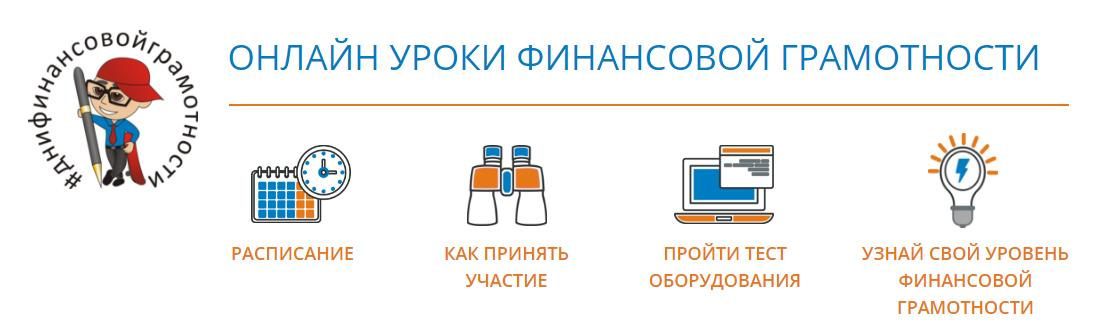 #днифинансовойграмотности
ОНЛАЙН УРОКИ ФИНАНСОВОЙ ГРАМОТНОСТИ
РАСПИСАНИЕ
КАК ПРИНЯТЬ
УЧАСТИЕ
ПРОЙТИ ТЕСТ
ОБОРУДОВАНИЯ
УЗНАЙ СВОЙ УРОВЕНЬ
ФИНАНСОВОЙ
ГРАМОТНОСТИ